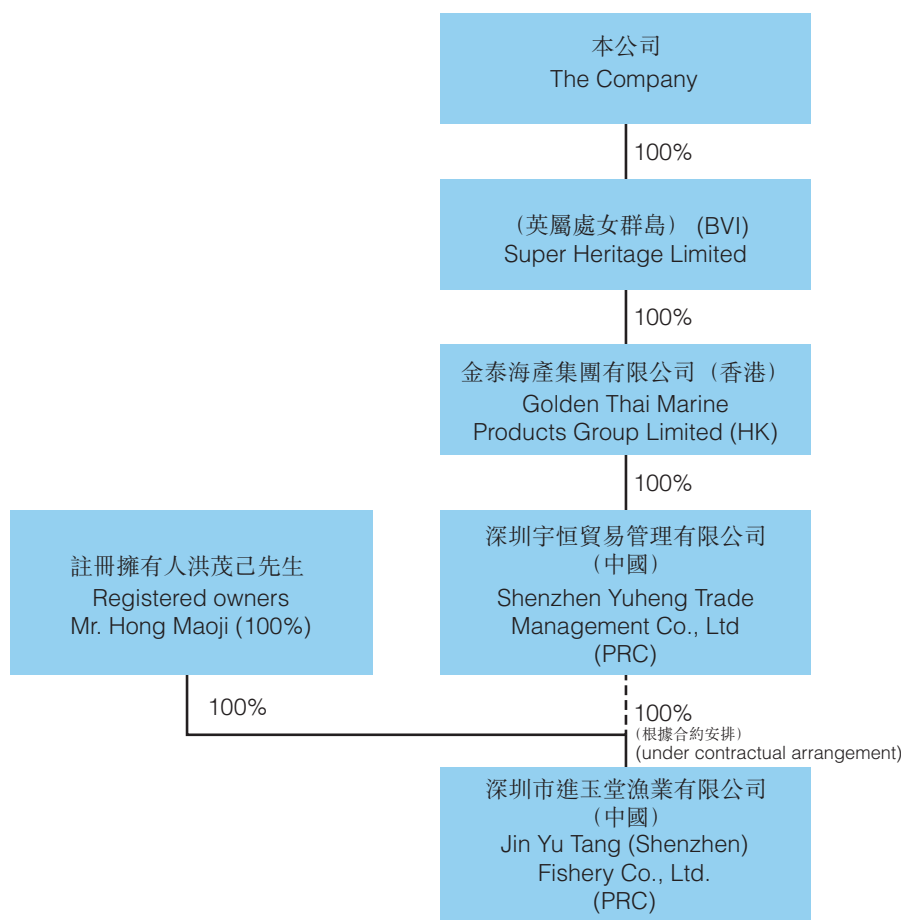 本公司
The Company
100%
（英屬處女群島） (BVI)
Super Heritage Limited
100%
金泰海產集團有限公司（香港）
Golden Thai Marine
Products Group Limited (HK)
100%
註冊擁有人洪茂己先生
Registered owners
Mr. Hong Maoji (100%)
深圳宇恒貿易管理有限公司
（中國）
Shenzhen Yuheng Trade
Management Co., Ltd
(PRC)
100%
100%
（根據合約安排）
(under contractual arrangement)
深圳市進玉堂漁業有限公司
（中國）
Jin Yu Tang (Shenzhen)
Fishery Co., Ltd.
(PRC)